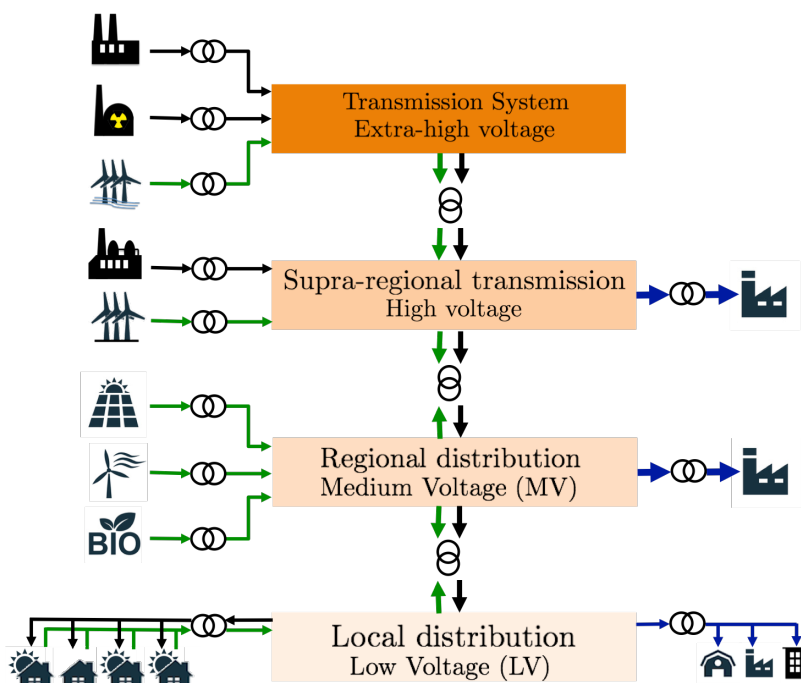 Transmission System
Extra-high voltage
Supra-regional transmission
High voltage
Regional distribution
Medium Voltage (MV)
BIO
Local distribution
Low Voltage (LV)